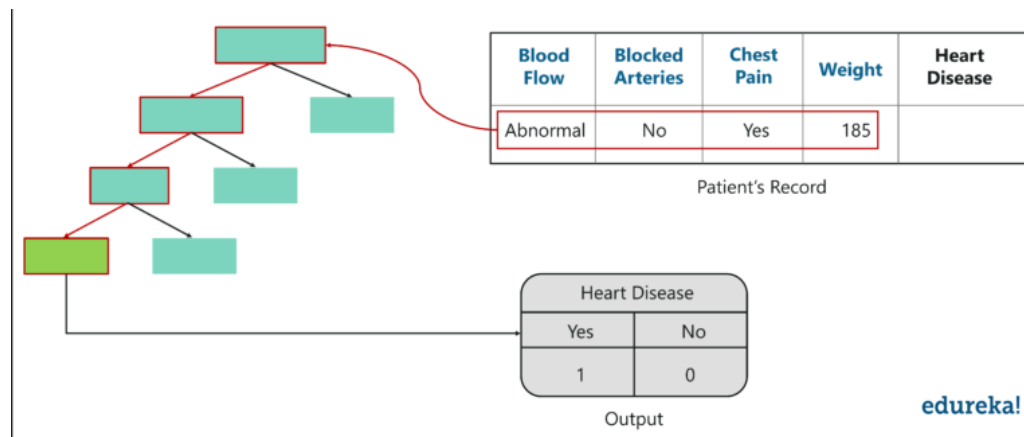 Blood Flow
Blocked Arteries
Chest Pain
Weight
Heart Disease
Abnormal
No
Yes
185
Patient's Record
Heart Disease
Yes
No
1
0
Output
edureka!